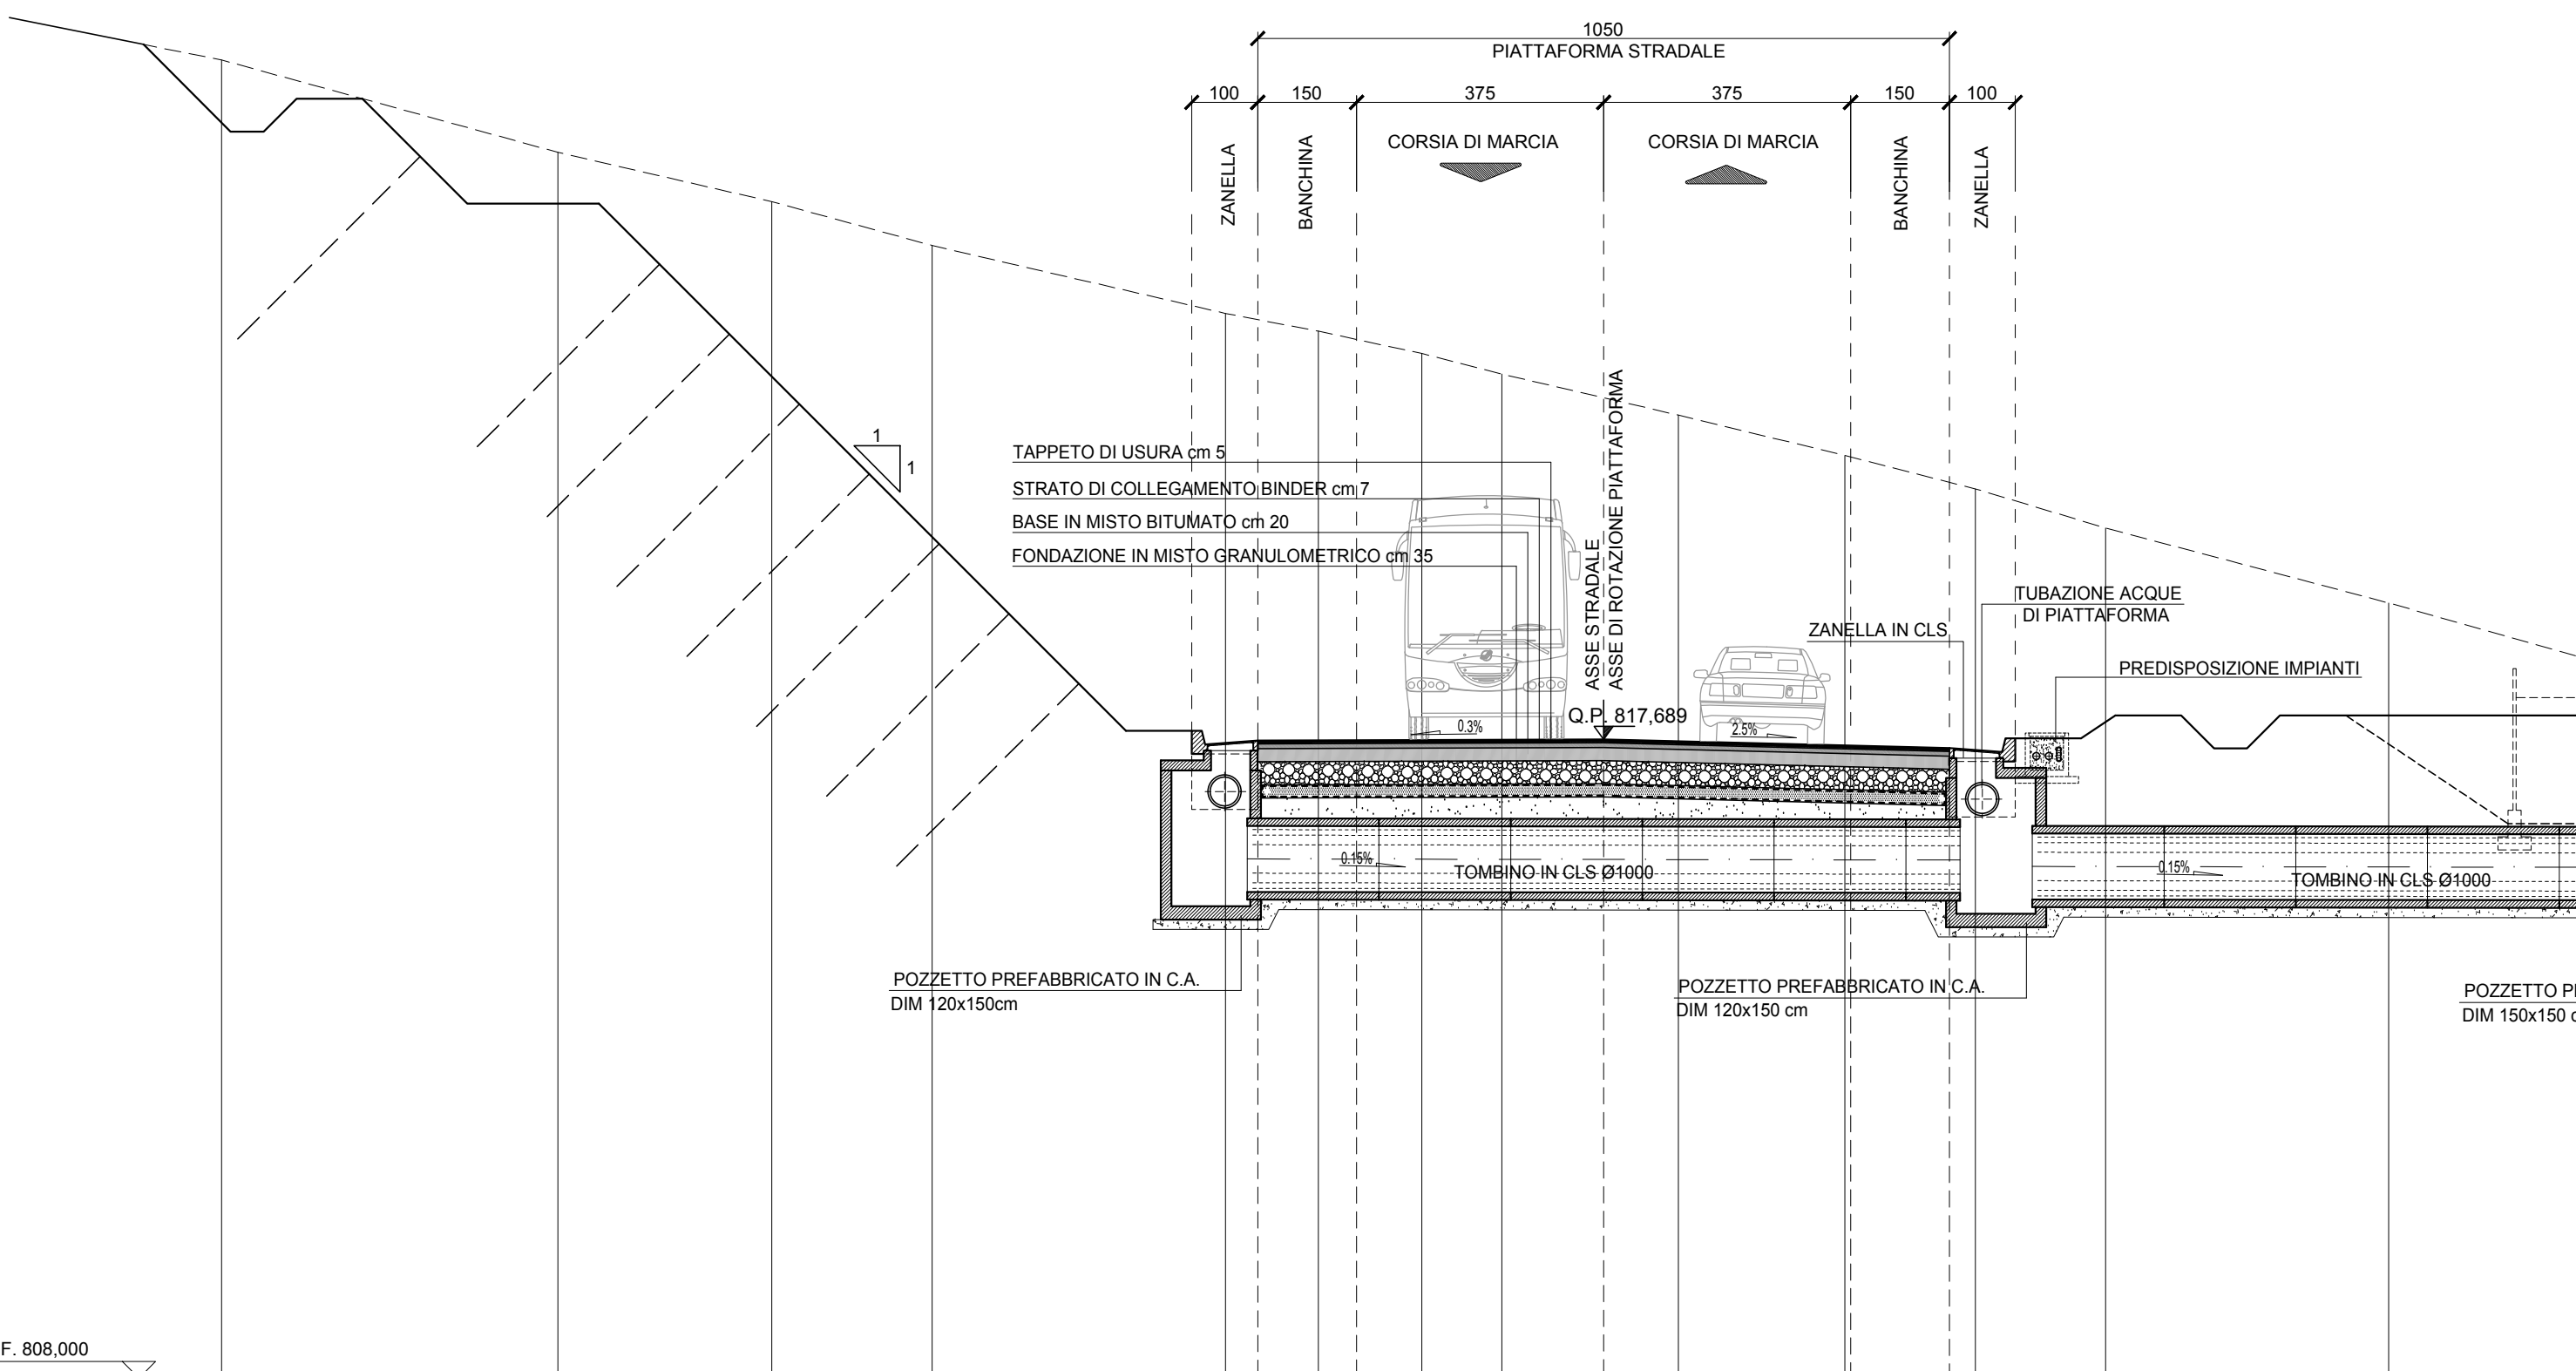 1050
PIATTAFORMA STRADALE
100
150
375
375
150
100
CORSIA DI MARCIA
CORSIA DI MARCIA
ZANELLA
BANCHINA
BANCHINA
ZANELLA
1
1
TAPPETO DI USURA cm 5
STRATO DI COLLEGAMENTO BINDER cm 7
BASE IN MISTO BITUMATO cm 20
FONDAZIONE IN MISTO GRANULOMETRICO cm 35
ASSE STRADALE
ASSE DI ROTAZIONE PIATTAFORMA
TUBAZIONE ACQUE
DI PIATTAFORMA
ZANELLA IN CLS
PREDISPOSIZIONE IMPIANTI
Q.P. 817,689
0.3%
2.5%
0.15%
TOMBINO IN CLS Ø1000
0.15%
TOMBINO IN CLS Ø1000
POZZETTO PREFABBRICATO IN C.A.
DIM 120x150cm
POZZETTO PREFABBRICATO IN C.A.
DIM 120x150 cm
POZZETTO
DIM 150x150
F. 808,000